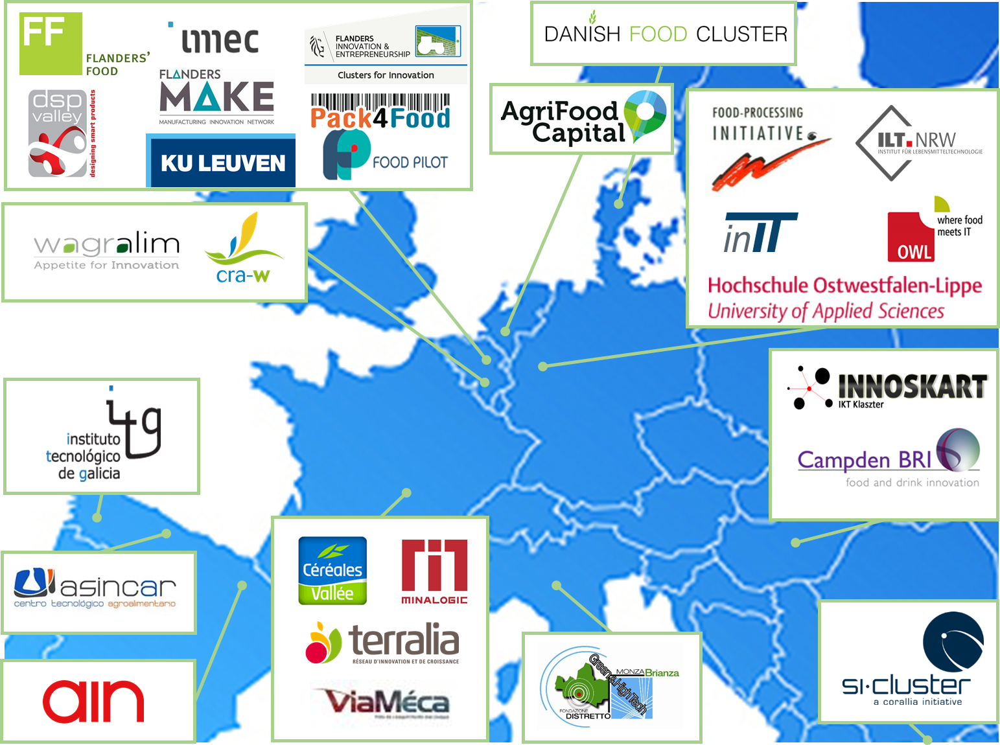 FF
FLANDERS'
FOOD
imec
FLANDERS
INNOVATION &
ENTREPRENEURSHIP
Clusters for Innovation
dsp
valley
designing smart products
FLANDERS
MAKE
MANUFACTURING INNOVATION NETWORK
Pack4Food
KU LEUVEN
FP
FOOD PILOT
DANISH FOOD CLUSTER
AgriFood
Capital
FOOD-PROCESSING
INITIATIVE
ILT.NRW
INSTITUT FÜR LEBENSMITTELTECHNOLOGIE
inIT
where food
meets IT
OWL
Hochschule Ostwestfalen-Lippe
University of Applied Sciences
wagralim
Appetite for Innovation
cra-w
itg
instituto
tecnológico
de galicia
INNOSKART
IKT Klaszter
Campden BRI
food and drink innovation
asincar
centro tecnológico agroalimentario
ain
Céréales
Vallée
MINALOGIC
terralia
RÉSEAU D'INNOVATION ET DE CROISSANCE
ViaMéca
Green & High Tech
MONZA Brianza
FONDAZIONE
DISTRETTO
si-cluster
a corallia initiative